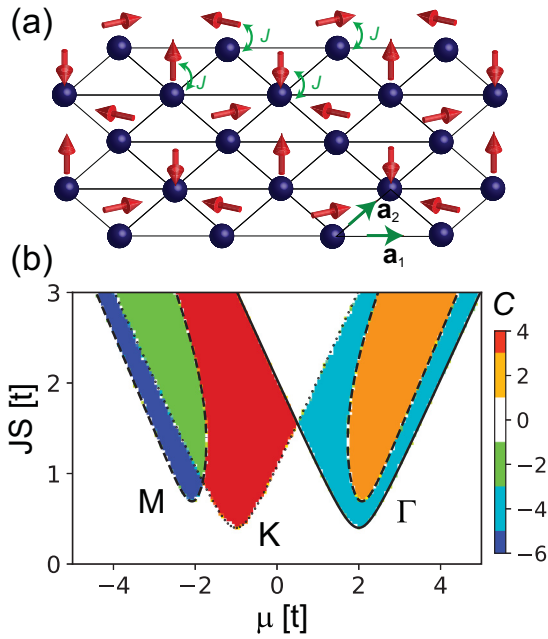 (a)
J J
J J
a₂
a₁
(b)
C
3
2
1
0
JS [t]
M
K
Γ
−4 −2 0 2 4
μ [t]
4
2
0
−2
−4
−6